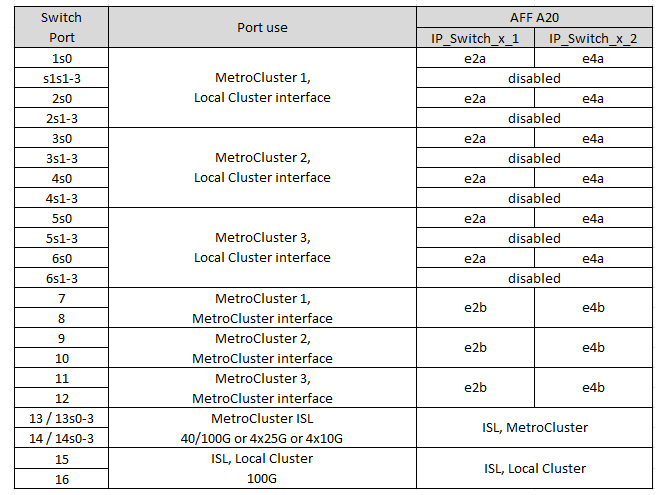 Switch Port | Port use | AFF A20
IP_Switch_x_1 | IP_Switch_x_2
1s0 | MetroCluster 1, Local Cluster interface | e2a | e4a
s1s1-3 | disabled
2s0 | e2a | e4a
2s1-3 | disabled
3s0 | MetroCluster 2, Local Cluster interface | e2a | e4a
3s1-3 | disabled
4s0 | e2a | e4a
4s1-3 | disabled
5s0 | MetroCluster 3, Local Cluster interface | e2a | e4a
5s1-3 | disabled
6s0 | e2a | e4a
6s1-3 | disabled
7 | MetroCluster 1, | e2b | e4b
8 | MetroCluster interface
9 | MetroCluster 2, | e2b | e4b
10 | MetroCluster interface
11 | MetroCluster 3, | e2b | e4b
12 | MetroCluster interface
13 / 13s0-3 | MetroCluster ISL | ISL, MetroCluster
14 / 14s0-3 | 40/100G or 4x25G or 4x10G
15 | ISL, Local Cluster | ISL, Local Cluster
16 | 100G